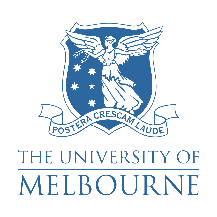 POSTERA CRESCAM LAUDE
THE UNIVERSITY OF
MELBOURNE